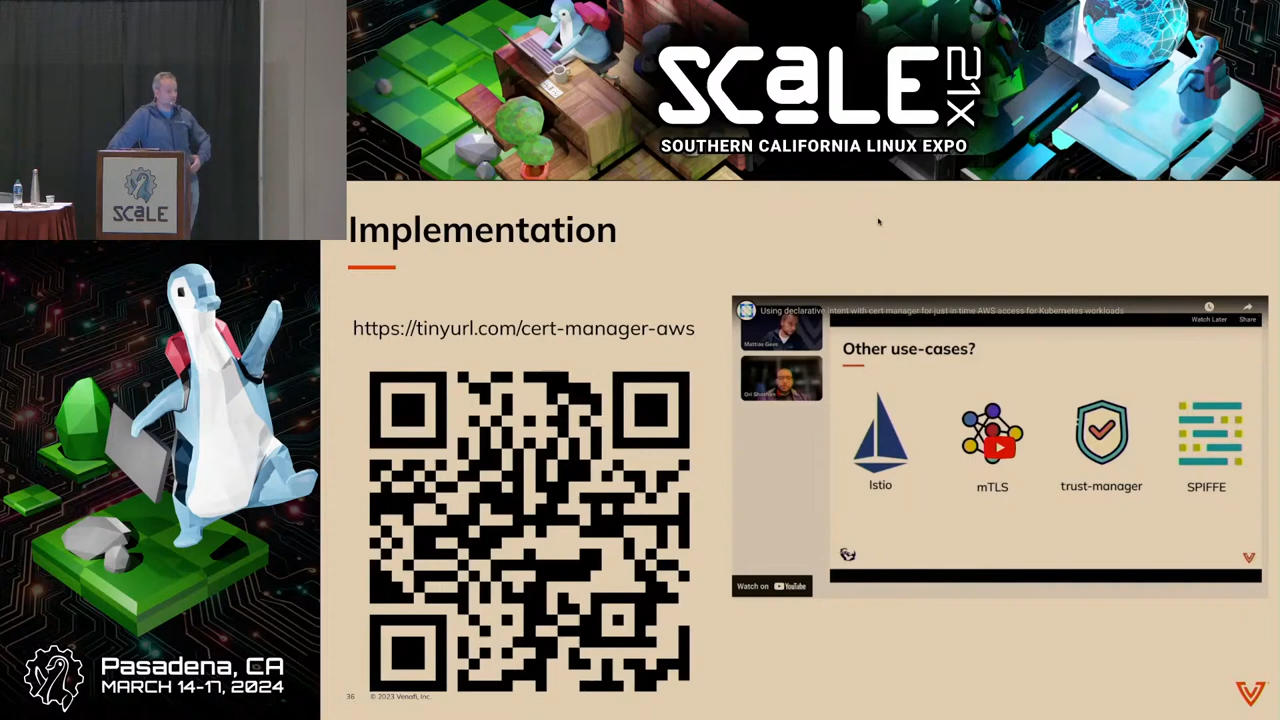 SCALE
21X
SOUTHERN CALIFORNIA LINUX EXPO
SCALE
Implementation
https://tinyurl.com/cert-manager-aws
Using declarative intent with cert manager for just in time AWS access for Kubernetes workloads
Watch Later
Share
Mattias Gees
Other use-cases?
Istio
mTLS
trust-manager
SPIFFE
Watch on YouTube
Pasadena, CA
MARCH 14-17, 2024
36
© 2023 Venafi, Inc.